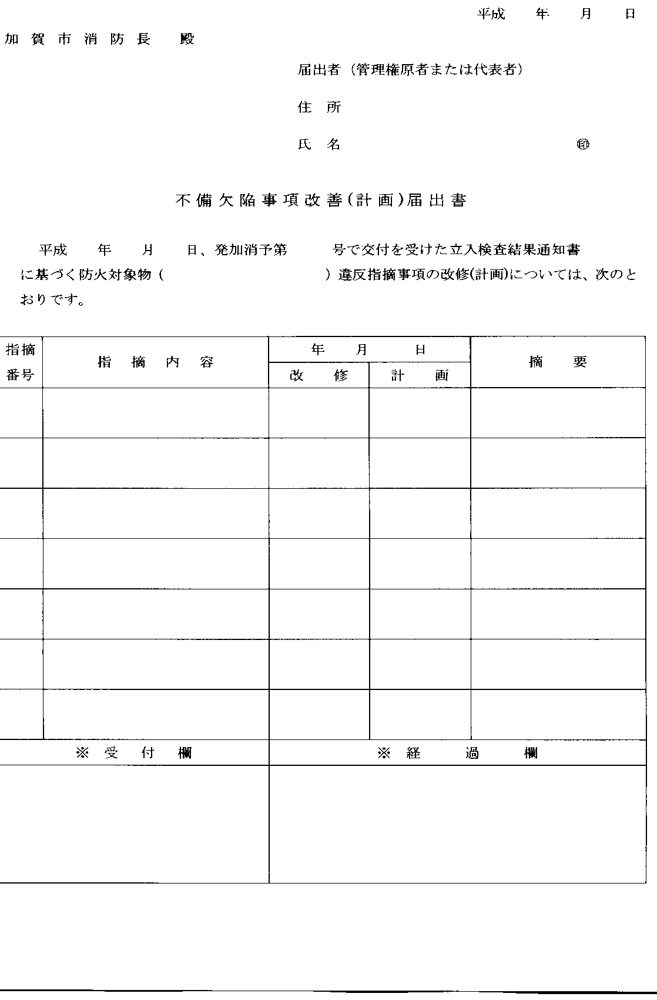 平成　　年　　月　　日
加 賀 市 消 防 長　殿
届出者（管理権原者または代表者）
住　所
氏　名　　　　　　　　　　㊞
不備欠陥事項改善(計画)届出書
平成　　年　　月　　日、発加消予第　　　号で交付を受けた立入検査結果通知書
に基づく防火対象物（　　　　　　　　　　　）違反指摘事項の改修(計画)については、次のと
おりです。
指摘
番号
指　摘　内　容
年　　月　　　日
改　　修
計　　画
摘　　要
※　受　付　欄
※　経　　過　　欄